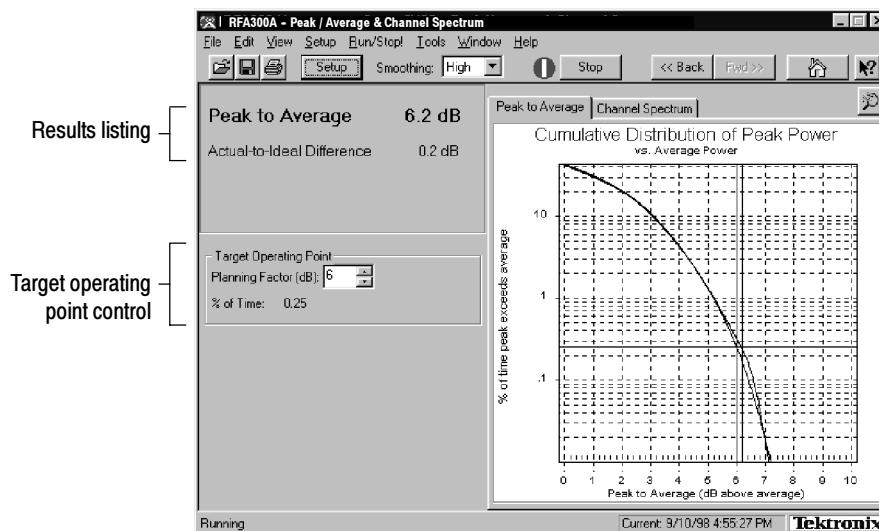 RFA300A - Peak / Average & Channel Spectrum
File Edit View Setup Run/Stop! Tools Window Help
Setup Smoothing: High Stop << Back Fwd >>
Results listing
Peak to Average 6.2 dB
Actual-to-Ideal Difference 0.2 dB
Target operating
point control
Target Operating Point
Planning Factor (dB): 6
% of Time: 0.25
Peak to Average Channel Spectrum
Cumulative Distribution of Peak Power
vs. Average Power
% of time peak exceeds average
10
1
.1
0 1 2 3 4 5 6 7 8 9 10
Peak to Average (dB above average)
Running
Current: 9/10/98 4:55:27 PM
Tektronix